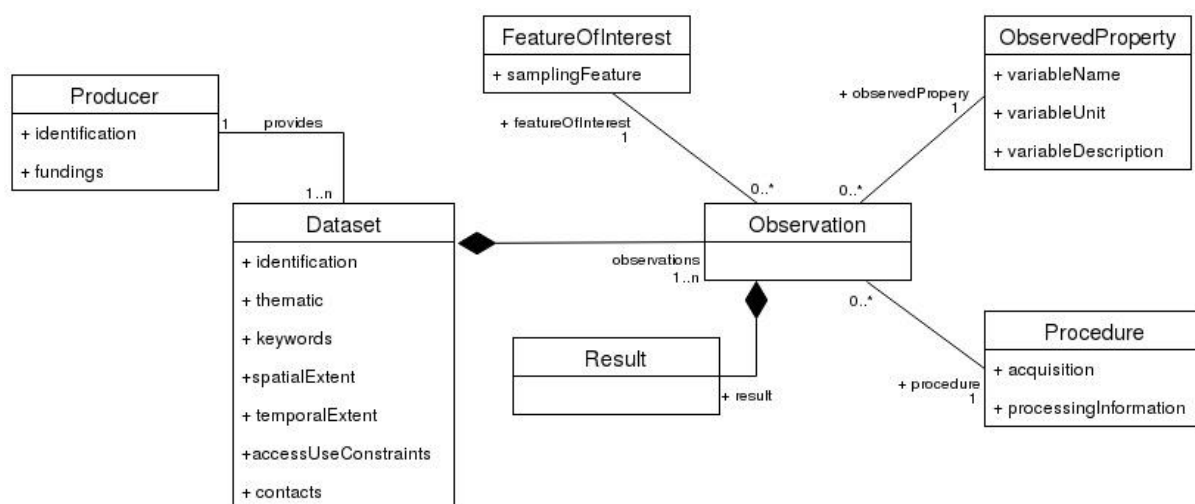 FeatureOfInterest
+ samplingFeature
ObservedProperty
+ variableName
+ variableUnit
+ variableDescription
Producer
+ identification
+ fundings
1
provides
1..n
+ observedPropery
1
+ featureOfInterest
1
0..*
0..*
Dataset
+ identification
+ thematic
+ keywords
+spatialExtent
+ temporalExtent
+accessUseConstraints
+ contacts
Observation
observations
1..n
0..*
Result
+ result
Procedure
+ acquisition
+ processingInformation
+ procedure
1